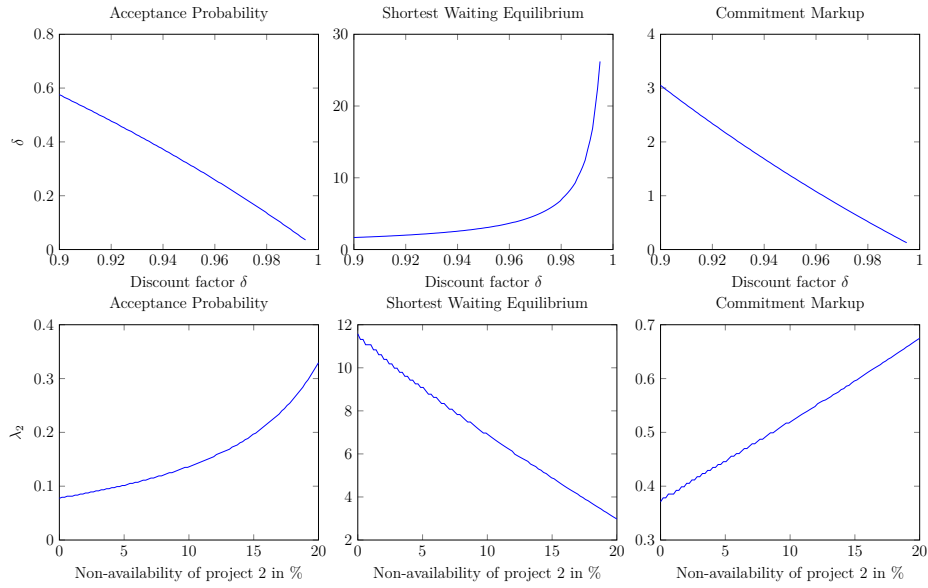 Acceptance Probability
0.8
0.6
0.4
0.2
0
δ
0.9 0.92 0.94 0.96 0.98 1
Discount factor δ
Shortest Waiting Equilibrium
30
20
10
0
0.9 0.92 0.94 0.96 0.98 1
Discount factor δ
Commitment Markup
4
3
2
1
0
0.9 0.92 0.94 0.96 0.98 1
Discount factor δ
Acceptance Probability
0.4
0.3
0.2
0.1
0
λ₂
0 5 10 15 20
Non-availability of project 2 in %
Shortest Waiting Equilibrium
12
10
8
6
4
2
0 5 10 15 20
Non-availability of project 2 in %
Commitment Markup
0.7
0.6
0.5
0.4
0.3
0 5 10 15 20
Non-availability of project 2 in %